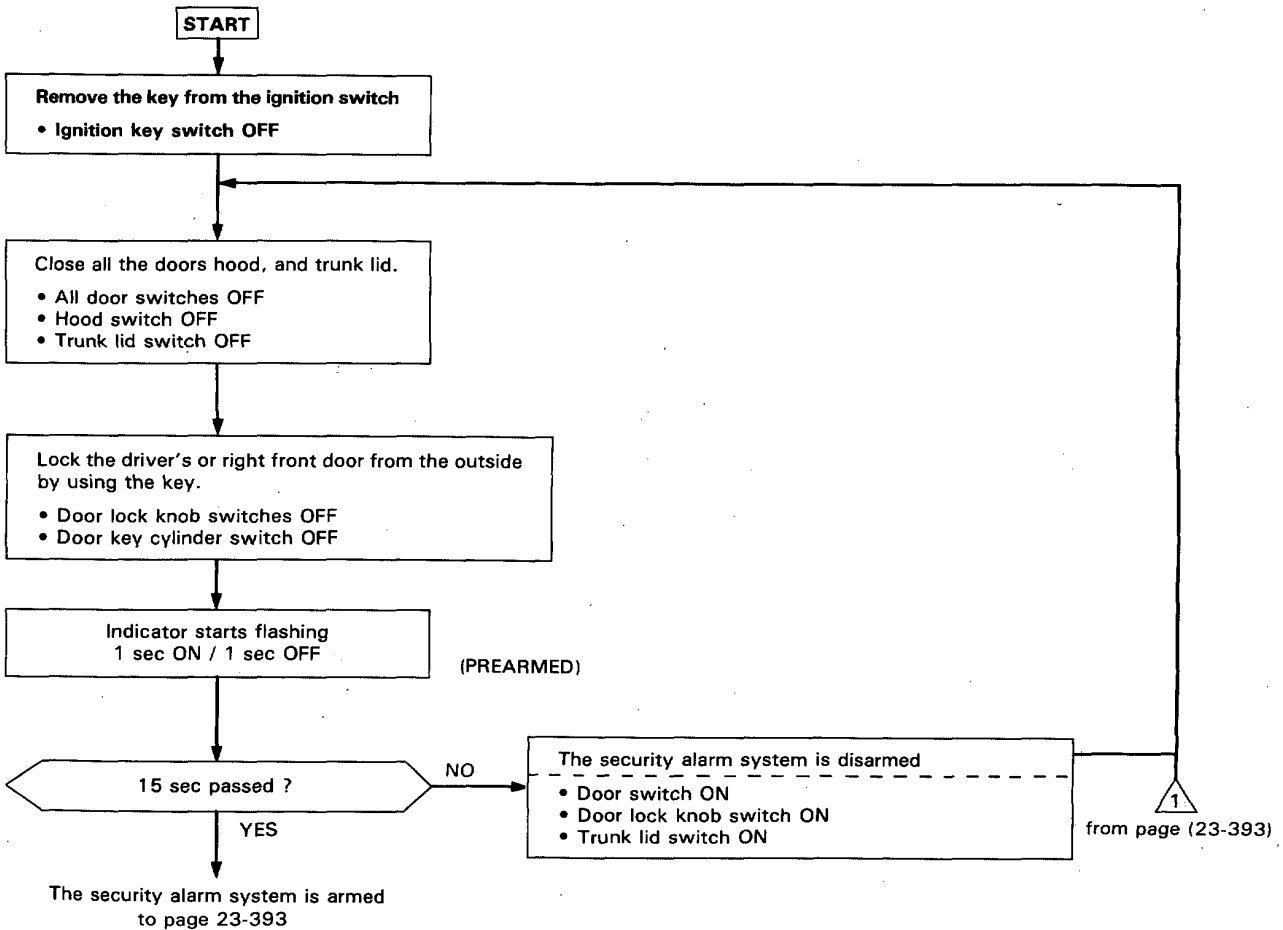 START
Remove the key from the ignition switch
• Ignition key switch OFF
Close all the doors hood, and trunk lid.
• All door switches OFF
• Hood switch OFF
• Trunk lid switch OFF
Lock the driver's or right front door from the outside
by using the key.
• Door lock knob switches OFF
• Door key cylinder switch OFF
Indicator starts flashing
1 sec ON / 1 sec OFF
(PREARMED)
15 sec passed ?
NO
YES
The security alarm system is disarmed
• Door switch ON
• Door lock knob switch ON
• Trunk lid switch ON
1
from page (23-393)
The security alarm system is armed
to page 23-393